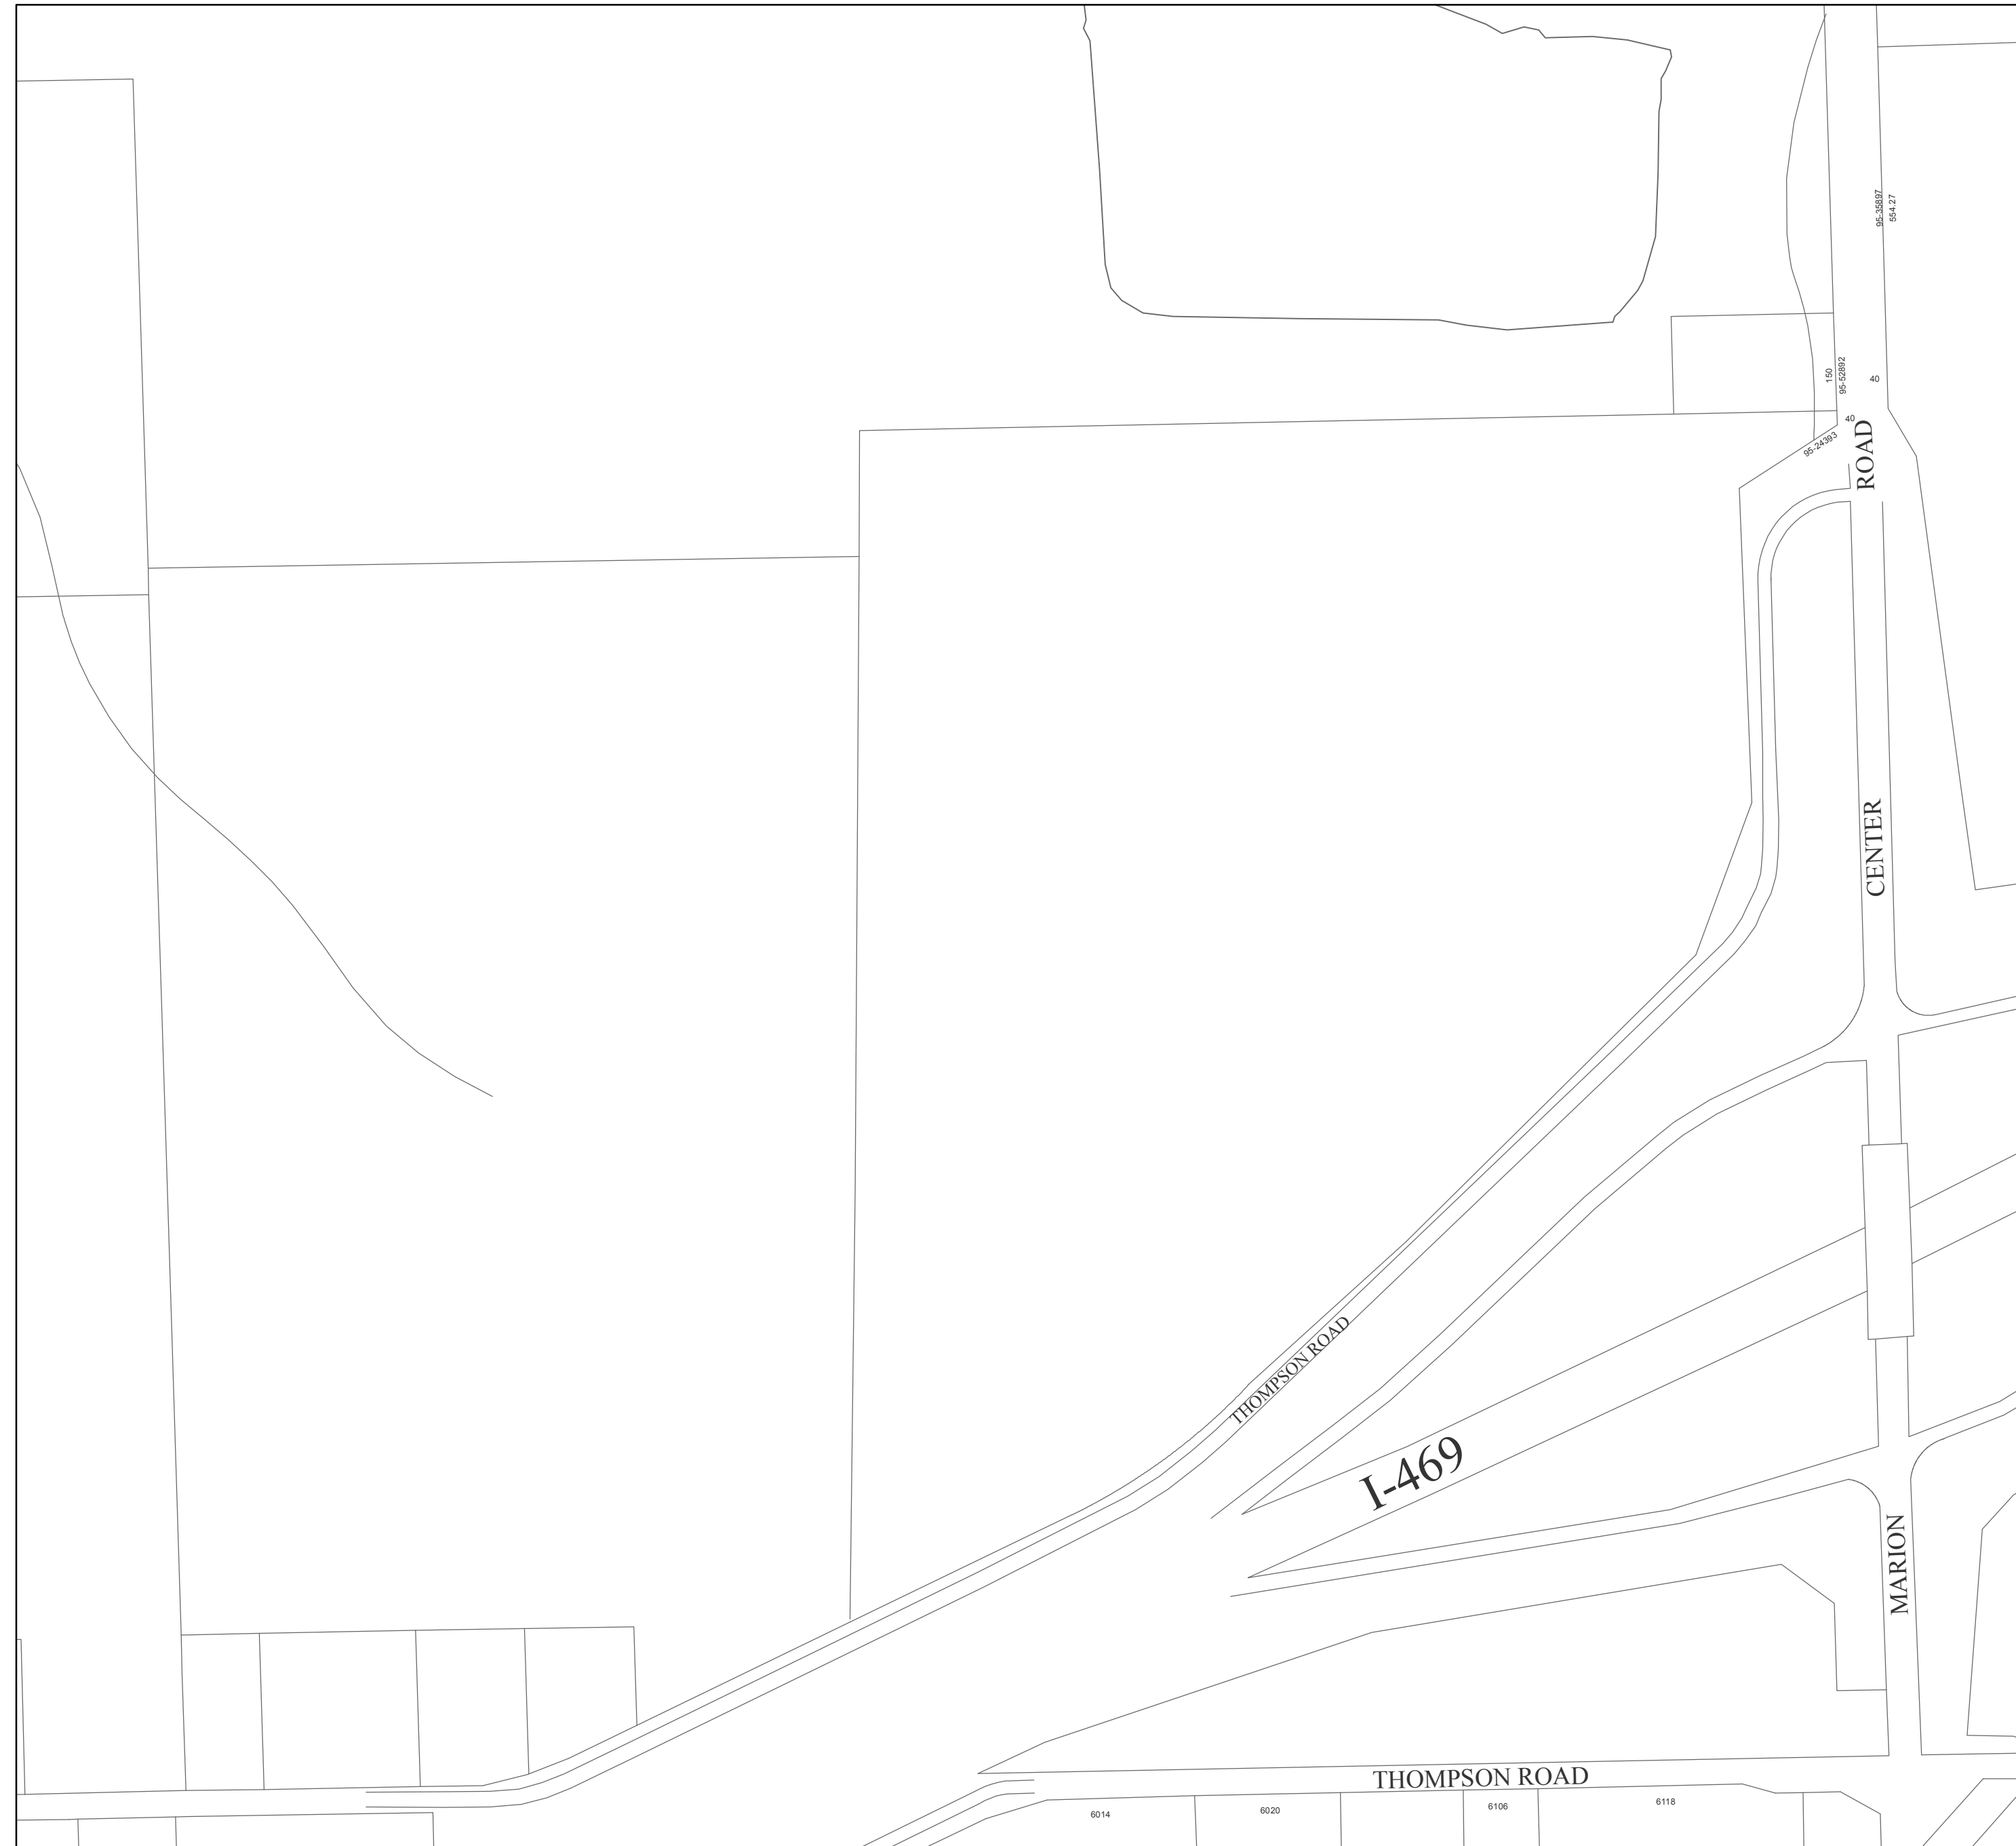 95-35897
554.27
150
95-52892
40
40
95-24393
ROAD
CENTER
THOMPSON ROAD
I-469
MARION
THOMPSON ROAD
6014
6020
6106
6118